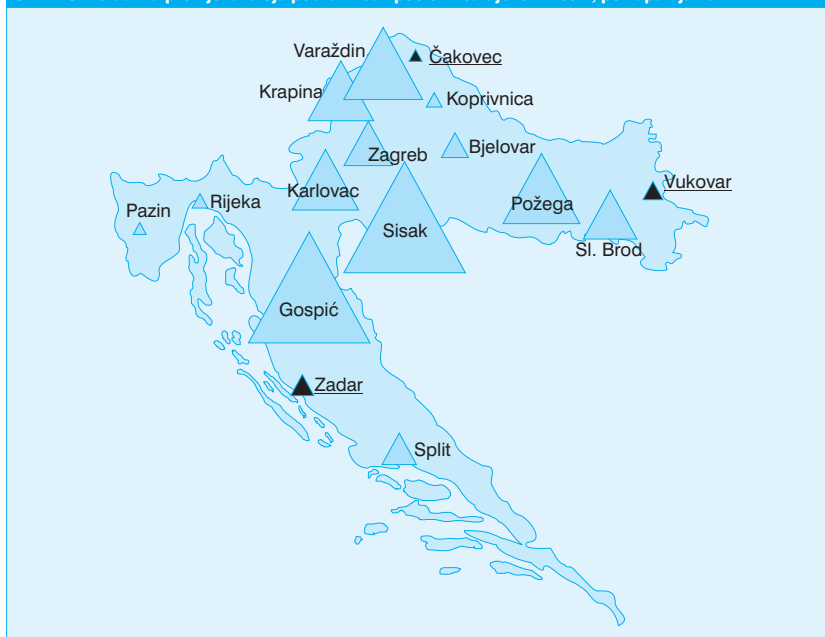 Varaždin
Čakovec
Krapina
Koprivnica
Zagreb
Bjelovar
Karlovac
Vukovar
Požega
Pazin
Rijeka
Sisak
Sl. Brod
Gospić
Zadar
Split